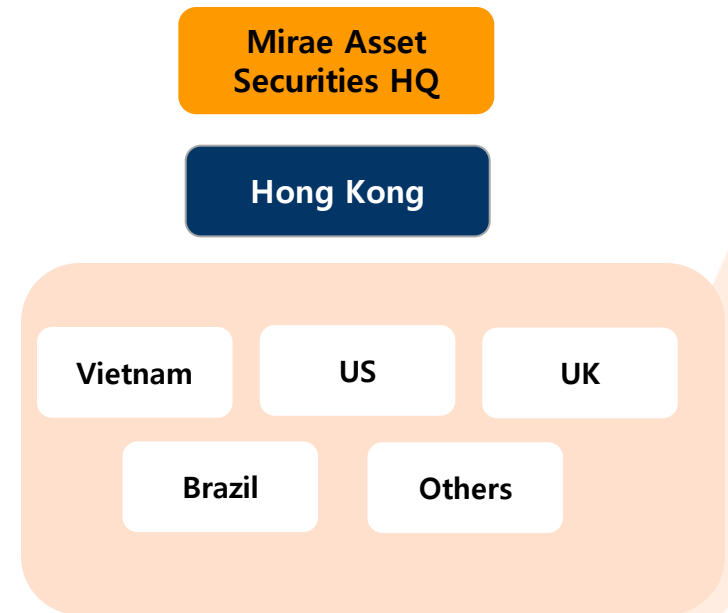 Mirae Asset
Securities HQ
Hong Kong
Vietnam
US
UK
Brazil
Others